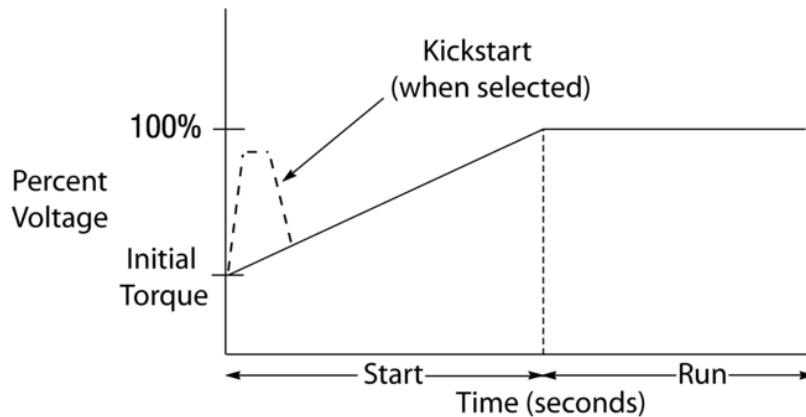 Kickstart
(when selected)
100%
Percent
Voltage
Initial
Torque
Start
Run
Time (seconds)